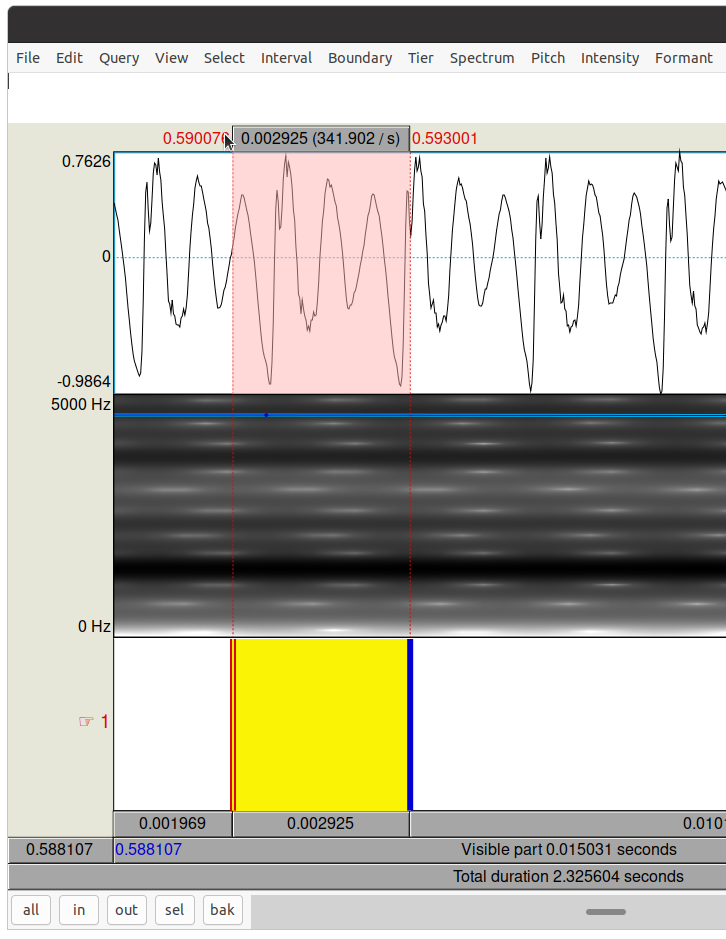 File Edit Query View Select Interval Boundary Tier Spectrum Pitch Intensity Formant
0.590076 0.002925 (341.902 / s) 0.593001
0.7626
0
-0.9864
5000 Hz
0 Hz
☞ 1
0.001969 0.002925 0.0101
0.588107 0.588107 Visible part 0.015031 seconds
Total duration 2.325604 seconds
all in out sel bak